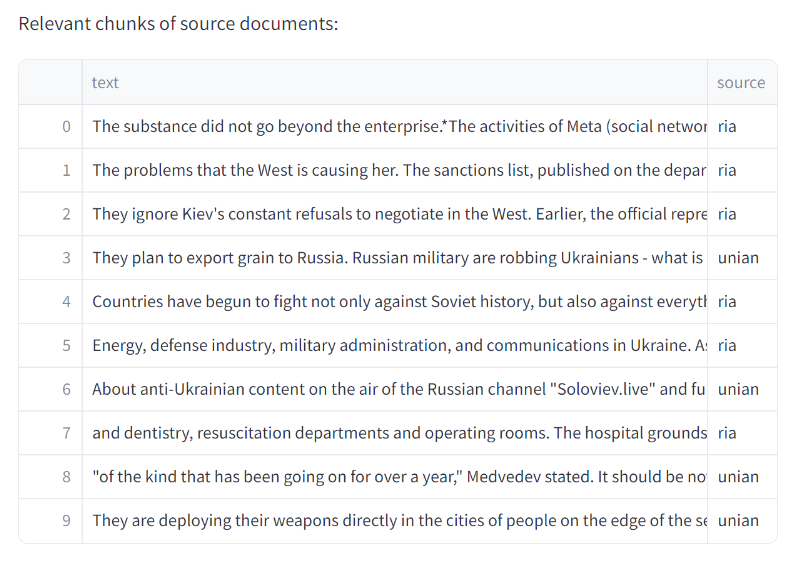 Relevant chunks of source documents:
text source
0 The substance did not go beyond the enterprise.*The activities of Meta (social networ ria
1 The problems that the West is causing her. The sanctions list, published on the depar ria
2 They ignore Kiev's constant refusals to negotiate in the West. Earlier, the official repre ria
3 They plan to export grain to Russia. Russian military are robbing Ukrainians - what is unian
4 Countries have begun to fight not only against Soviet history, but also against everyth ria
5 Energy, defense industry, military administration, and communications in Ukraine. As ria
6 About anti-Ukrainian content on the air of the Russian channel "Soloviev.live" and fu unian
7 and dentistry, resuscitation departments and operating rooms. The hospital grounds ria
8 "of the kind that has been going on for over a year," Medvedev stated. It should be no unian
9 They are deploying their weapons directly in the cities of people on the edge of the se unian